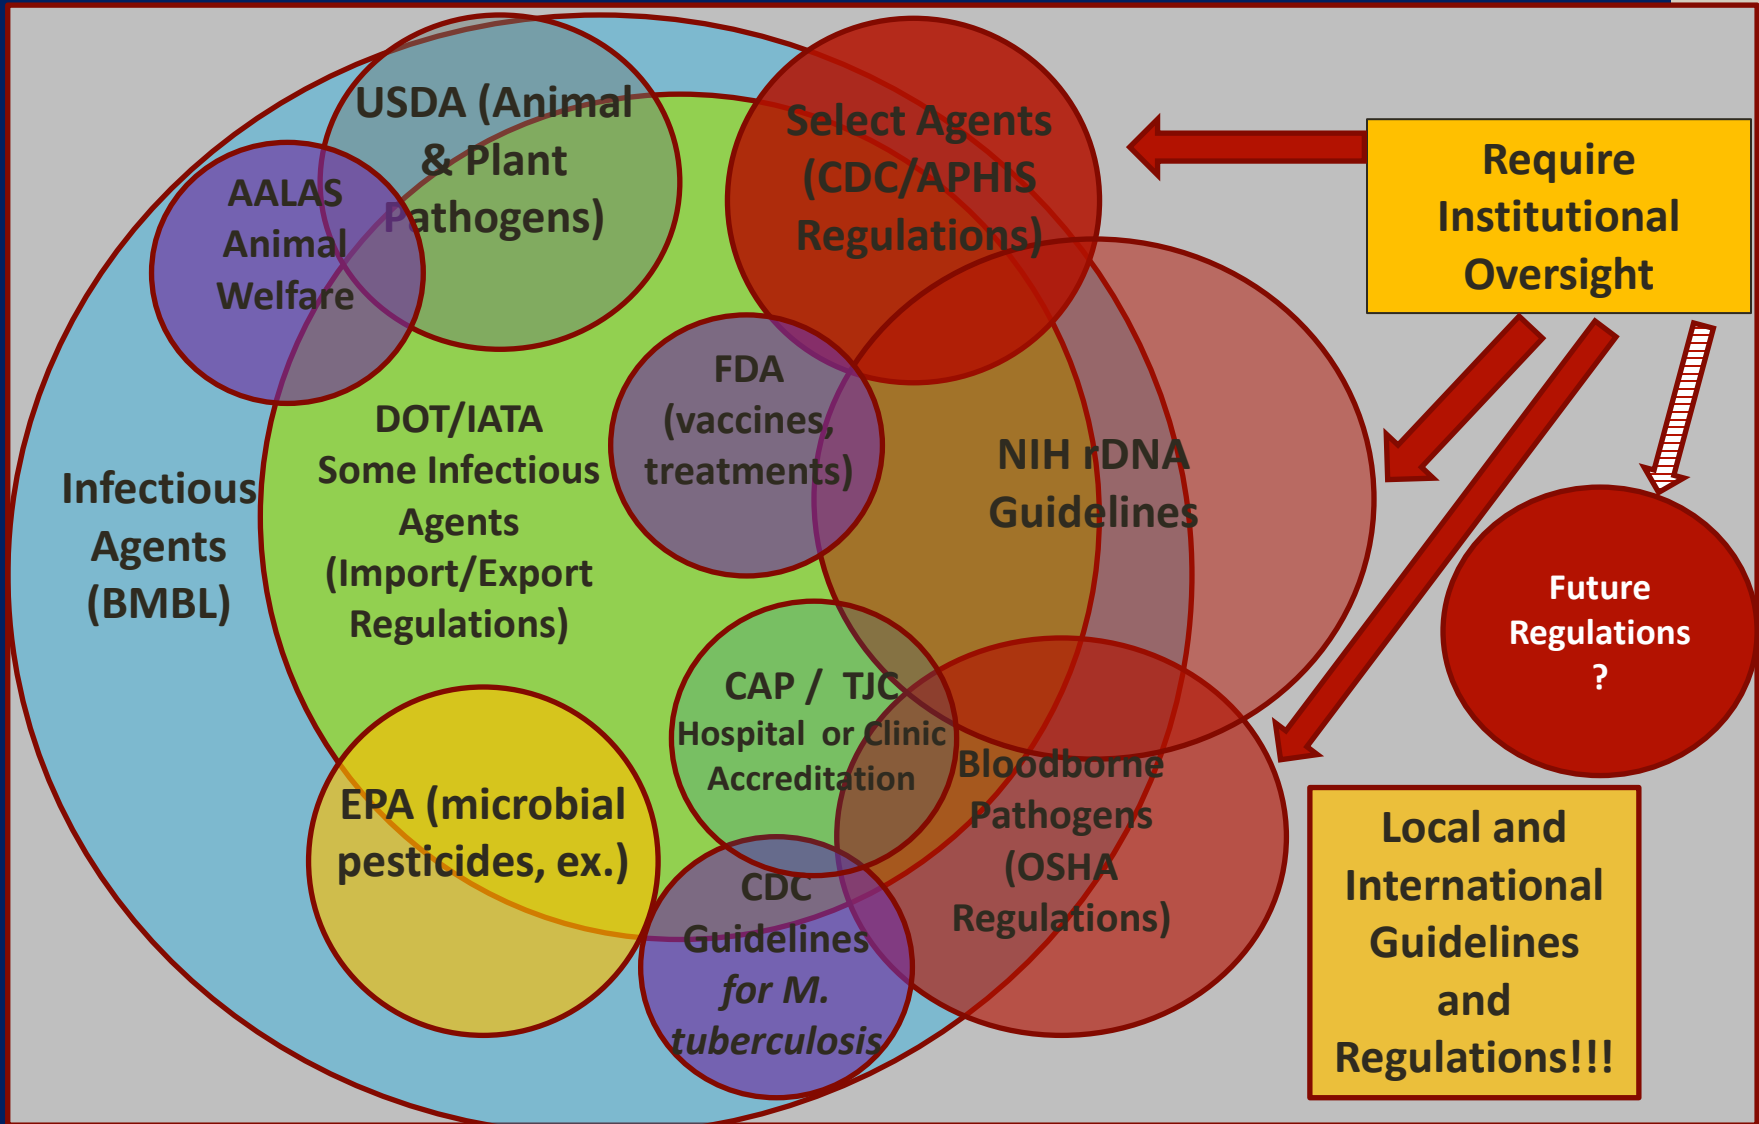 USDA (Animal
& Plant
Pathogens)
AALAS
Animal
Welfare
Select Agents
(CDC/APHIS
Regulations)
Require
Institutional
Oversight
FDA
(vaccines,
treatments)
DOT/IATA
Some Infectious
Agents
(Import/Export
Regulations)
Infectious
Agents
(BMBL)
NIH rDNA
Guidelines
Future
Regulations
?
CAP / TJC
Hospital or Clinic
Accreditation
EPA (microbial
pesticides, ex.)
Bloodborne
Pathogens
(OSHA
Regulations)
CDC
Guidelines
for M.
tuberculosis
Local and
International
Guidelines
and
Regulations!!!